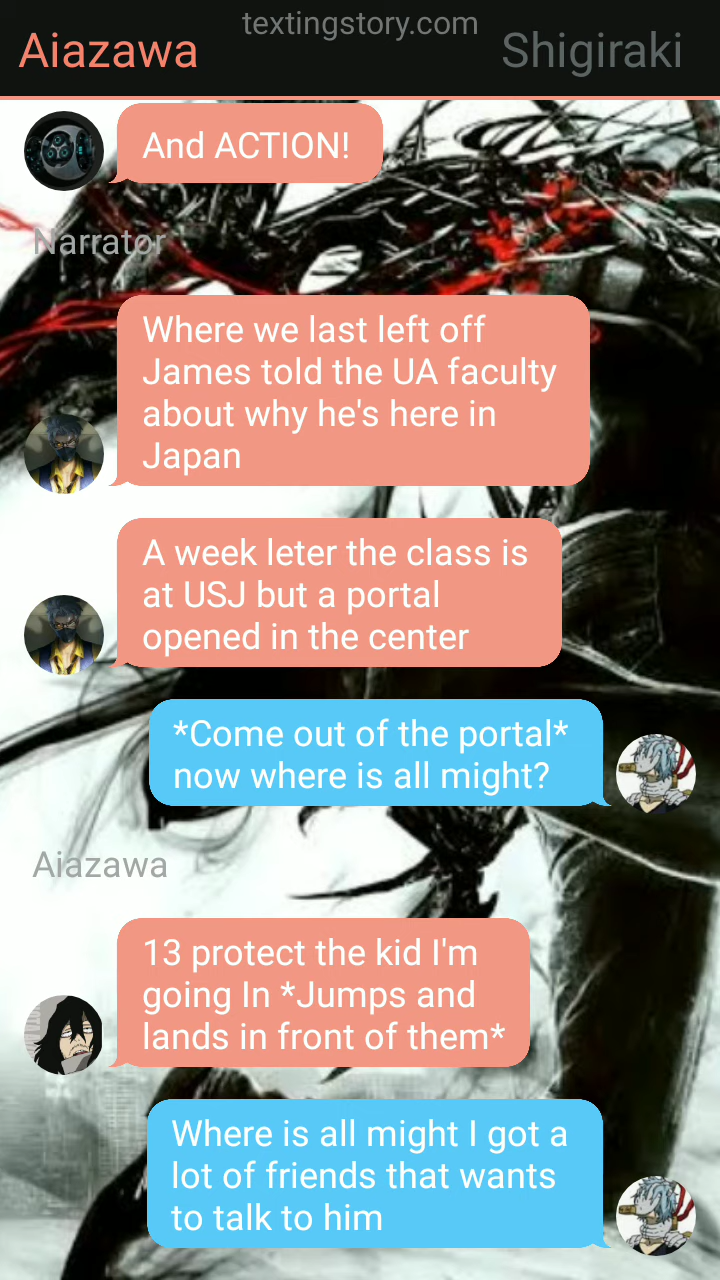 textingstory.com
Aiazawa
Shigiraki
And ACTION!
Narrator
Where we last left off
James told the UA faculty
about why he's here in
Japan
A week leter the class is
at USJ but a portal
opened in the center
*Come out of the portal*
now where is all might?
Aiazawa
13 protect the kid I'm
going In *Jumps and
lands in front of them*
Where is all might I got a
lot of friends that wants
to talk to him